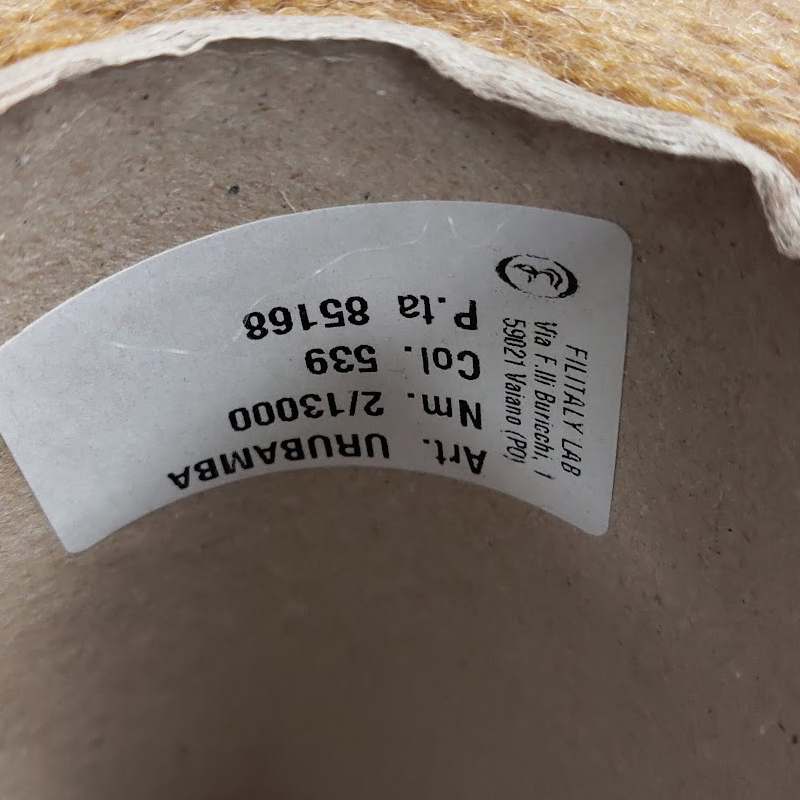 FILITALY LAB
Via F.lli Buricchi, 1
59021 Vaiano (PO)
Art. URUBAMBA
Nm. 2/13000
Col. 539
P.ta 85168